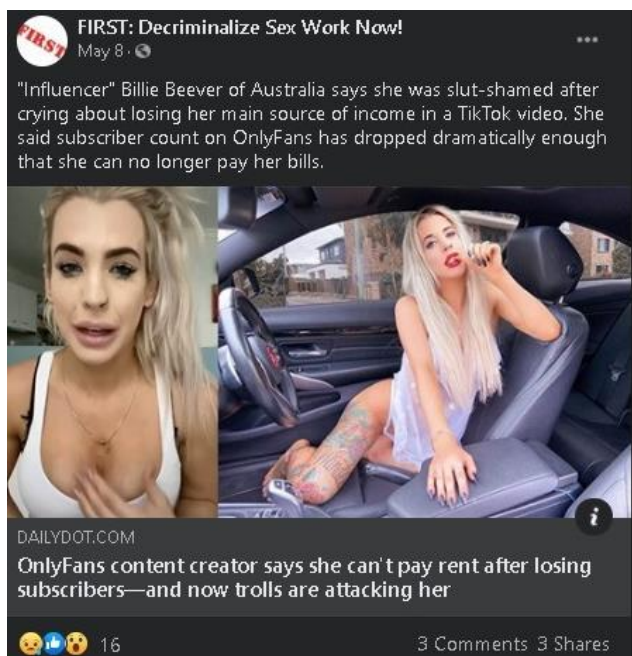 FIRST
FIRST: Decriminalize Sex Work Now!
May 8 ·
"Influencer" Billie Beever of Australia says she was slut-shamed after
crying about losing her main source of income in a TikTok video. She
said subscriber count on OnlyFans has dropped dramatically enough
that she can no longer pay her bills.
DAILYDOT.COM
OnlyFans content creator says she can't pay rent after losing
subscribers—and now trolls are attacking her
16
3 Comments 3 Shares